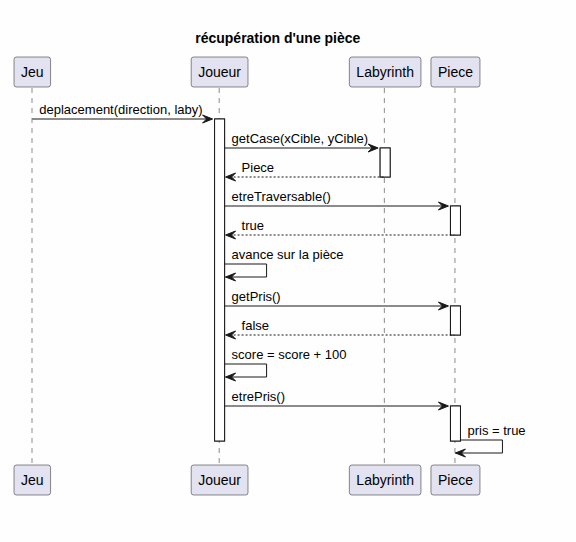 récupération d'une pièce
Jeu Joueur Labyrinth Piece
deplacement(direction, laby)
getCase(xCible, yCible)
Piece
etreTraversable()
true
avance sur la pièce
getPris()
false
score = score + 100
etrePris()
pris = true
Jeu Joueur Labyrinth Piece